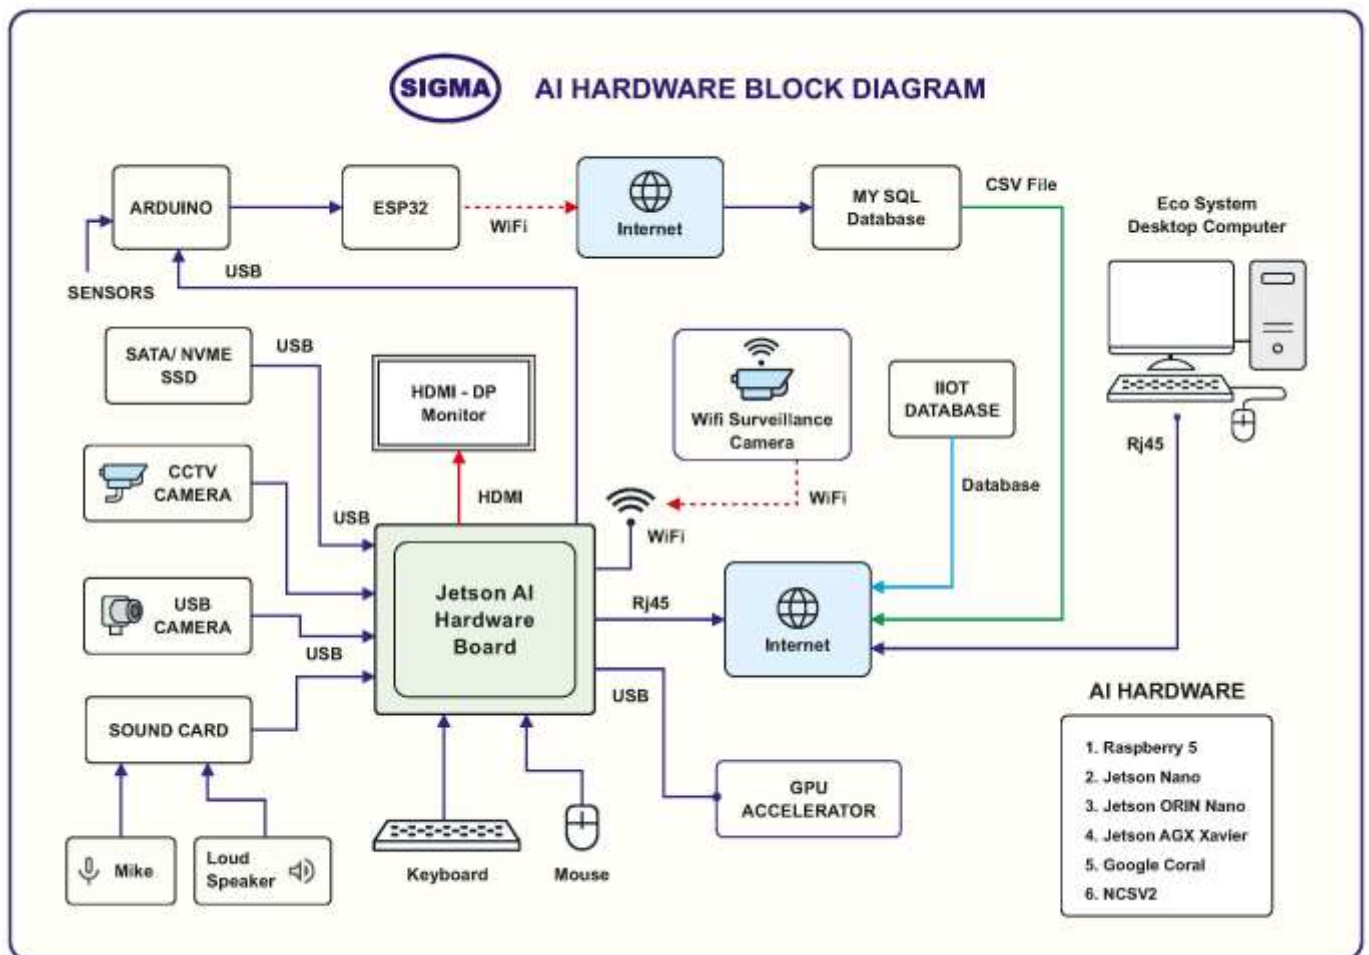 SIGMA
AI HARDWARE BLOCK DIAGRAM
ARDUINO
ESP32
WiFi
Internet
MY SQL
Database
CSV File
Eco System
Desktop Computer
SENSORS
USB
SATA/ NVME
SSD
USB
HDMI - DP
Monitor
Wifi Surveillance
Camera
IIOT
DATABASE
Rj45
CCTV
CAMERA
USB
HDMI
WiFi
WiFi
Database
USB
CAMERA
USB
Jetson AI
Hardware
Board
Rj45
Internet
USB
SOUND CARD
GPU
ACCELERATOR
Mike
Loud
Speaker
Keyboard
Mouse
AI HARDWARE
1. Raspberry 5
2. Jetson Nano
3. Jetson ORIN Nano
4. Jetson AGX Xavier
5. Google Coral
6. NCSV2